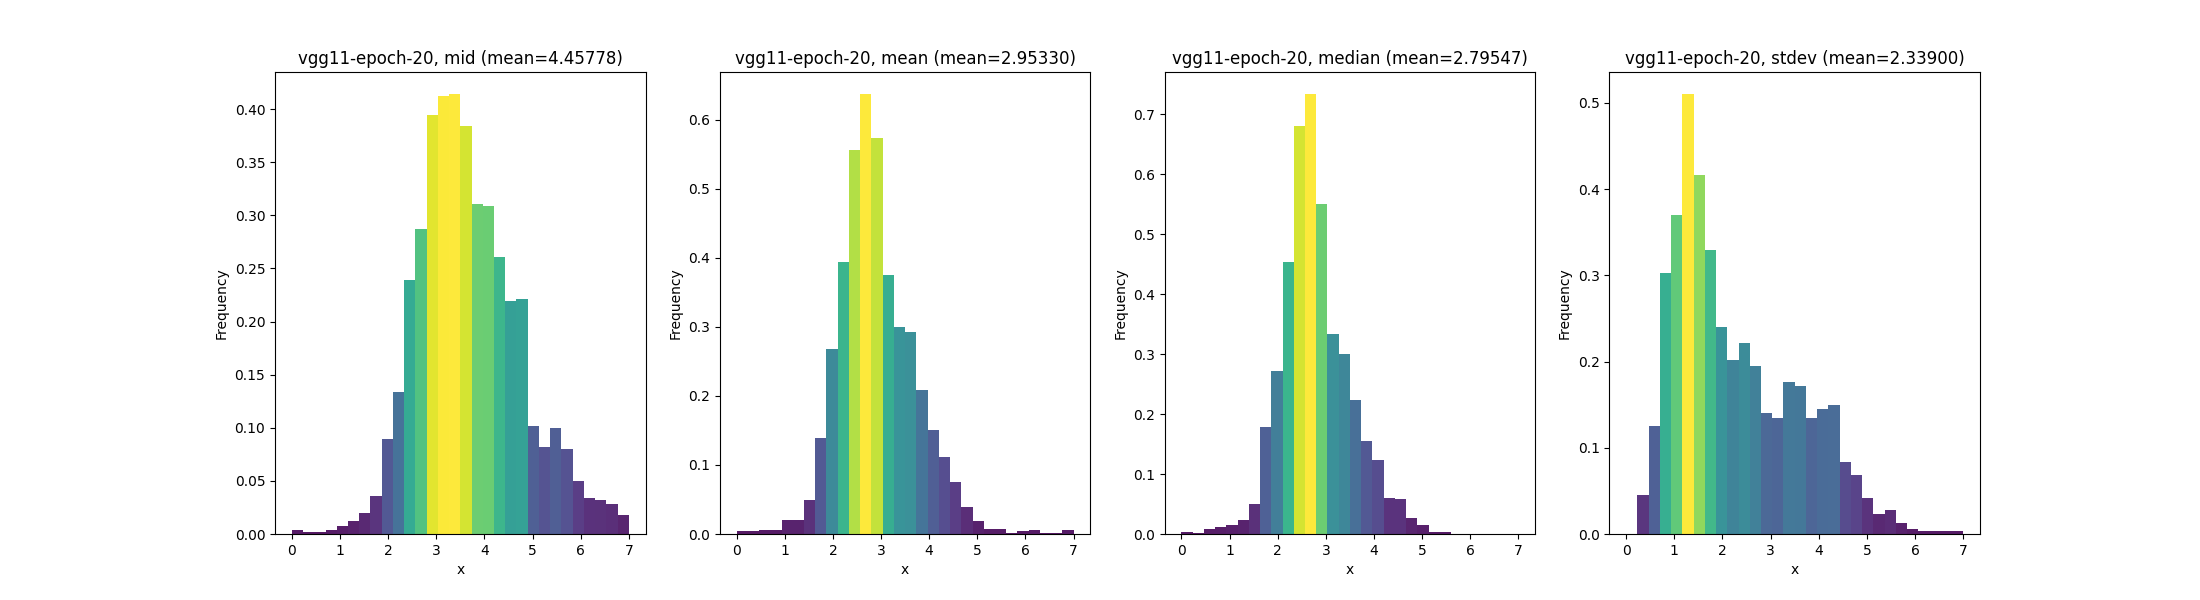 vgg11-epoch-20, mid (mean=4.45778)
Frequency
0.40
0.35
0.30
0.25
0.20
0.15
0.10
0.05
0.00
0 1 2 3 4 5 6 7
x
vgg11-epoch-20, mean (mean=2.95330)
Frequency
0.6
0.5
0.4
0.3
0.2
0.1
0.0
0 1 2 3 4 5 6 7
x
vgg11-epoch-20, median (mean=2.79547)
Frequency
0.7
0.6
0.5
0.4
0.3
0.2
0.1
0.0
0 1 2 3 4 5 6 7
x
vgg11-epoch-20, stdev (mean=2.33900)
Frequency
0.5
0.4
0.3
0.2
0.1
0.0
0 1 2 3 4 5 6 7
x